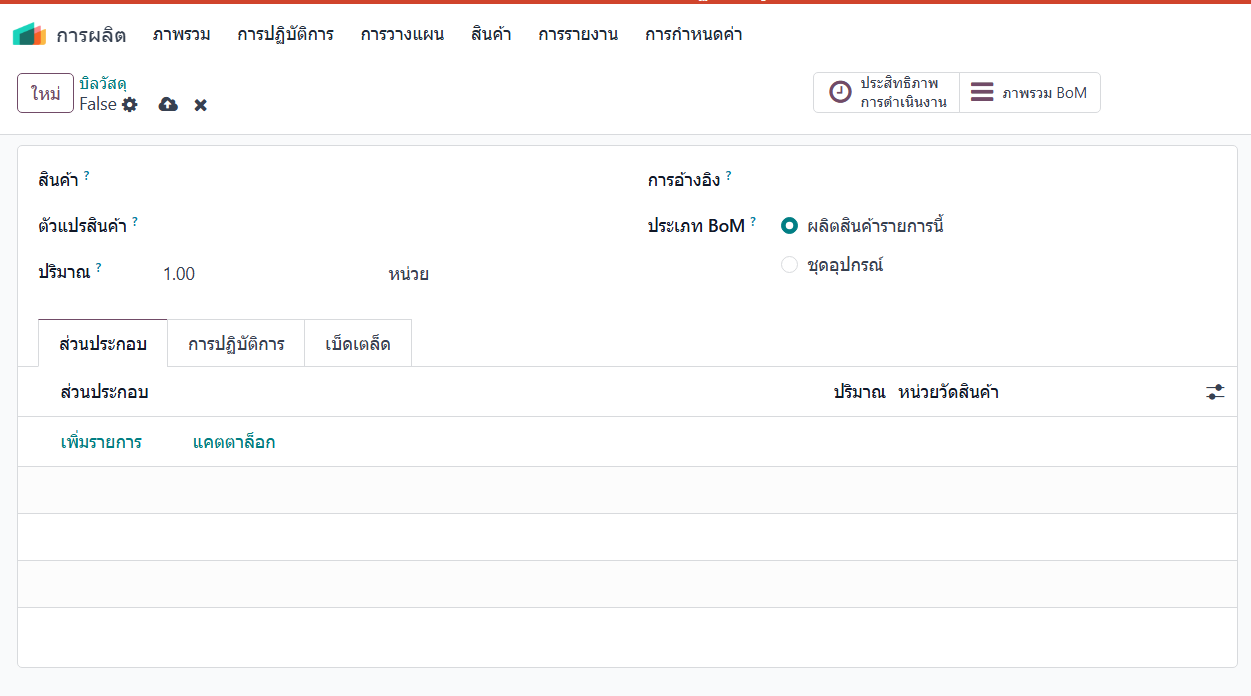 การผลิต ภาพรวม การปฏิบัติการ การวางแผน สินค้า การรายงาน การกำหนดค่า
ใหม่
บิลวัสดุ
False
ประสิทธิภาพ
การดำเนินงาน
ภาพรวม BoM
สินค้า ?
การอ้างอิง ?
ตัวแปรสินค้า ?
ประเภท BoM ? ผลิตสินค้ารายการนี้
ชุดอุปกรณ์
ปริมาณ ? 1.00 หน่วย
ส่วนประกอบ การปฏิบัติการ เบ็ดเตล็ด
ส่วนประกอบ ปริมาณ หน่วยวัดสินค้า
เพิ่มรายการ แคตตาล็อก